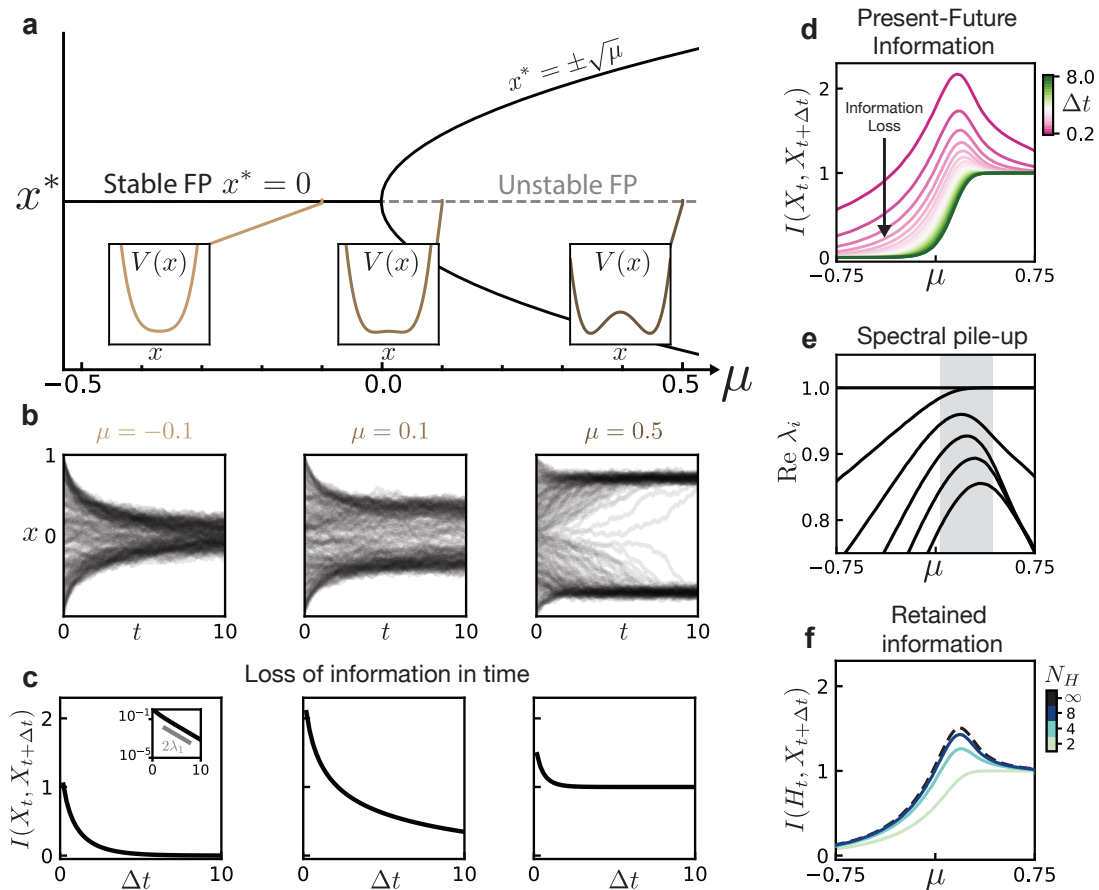 a
x* = ±√μ
x*
Stable FP x* = 0
Unstable FP
V(x)
x
V(x)
x
V(x)
x
−0.5
0.0
0.5
μ
b
μ = −0.1
μ = 0.1
μ = 0.5
1
0
−1
x
0
t
10
0
t
10
0
t
10
c
Loss of information in time
I(X_t, X_{t+Δt})
2
1
0
10^{-1}
10^{-5}
2λ_1
0
10
0
Δt
10
0
Δt
10
0
Δt
10
d
Present-Future
Information
I(X_t, X_{t+Δt})
2
1
0
Information
Loss
8.0
Δt
0.2
−0.75
μ
0.75
e
Spectral pile-up
Re λ_i
1.0
0.9
0.8
−0.75
μ
0.75
f
Retained
information
I(H_t, X_{t+Δt})
2
1
0
N_H
∞
8
4
2
−0.75
μ
0.75